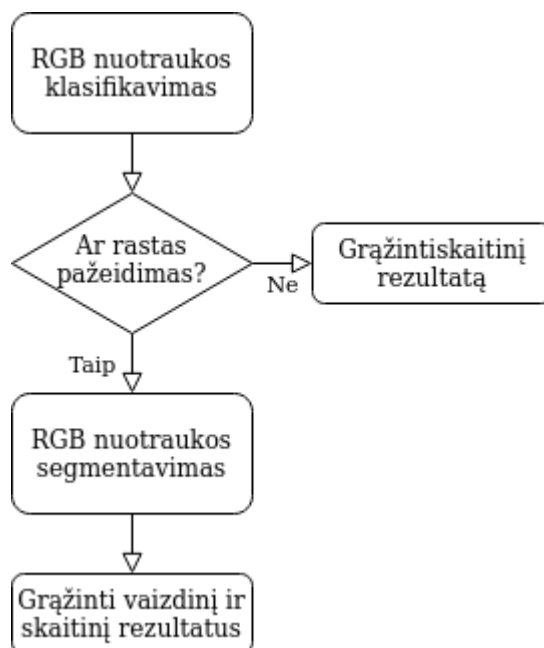 RGB nuotraukos
klasifikavimas
Ar rastas
pažeidimas?
Ne
Grąžintiskaitinį
rezultatą
Taip
RGB nuotraukos
segmentavimas
Grąžinti vaizdinį ir
skaitinį rezultatus